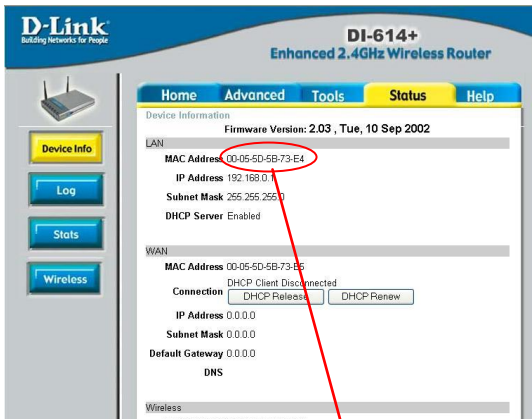 D-Link
Building Networks for People
DI-614+
Enhanced 2.4GHz Wireless Router
Home Advanced Tools Status Help
Device Info
Log
Stats
Wireless
Device Information
Firmware Version: 2.03 , Tue, 10 Sep 2002
LAN
MAC Address 00-05-5D-5B-73-E4
IP Address 192.168.0.1
Subnet Mask 255.255.255.0
DHCP Server Enabled
WAN
MAC Address 00-05-5D-5B-73-E5
Connection DHCP Client Disconnected
DHCP Release DHCP Renew
IP Address 0.0.0.0
Subnet Mask 0.0.0.0
Default Gateway 0.0.0.0
DNS
Wireless